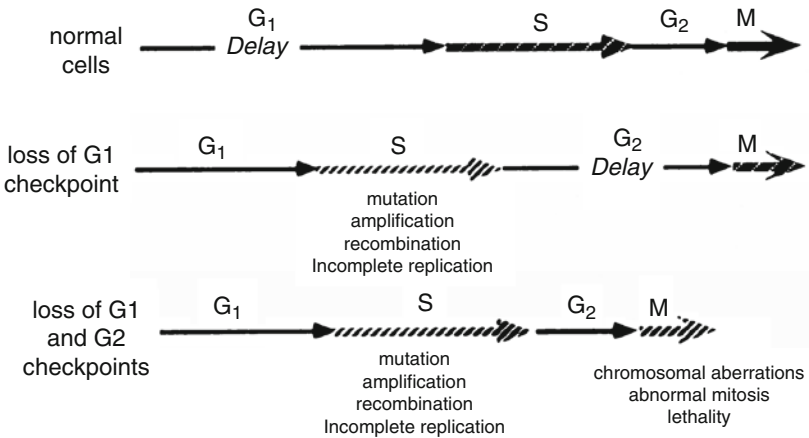 normal
cells
G1
Delay
S
G2
M
loss of G1
checkpoint
G1
S
G2
Delay
M
mutation
amplification
recombination
Incomplete replication
loss of G1
and G2
checkpoints
G1
S
G2
M
mutation
amplification
recombination
Incomplete replication
chromosomal aberrations
abnormal mitosis
lethality